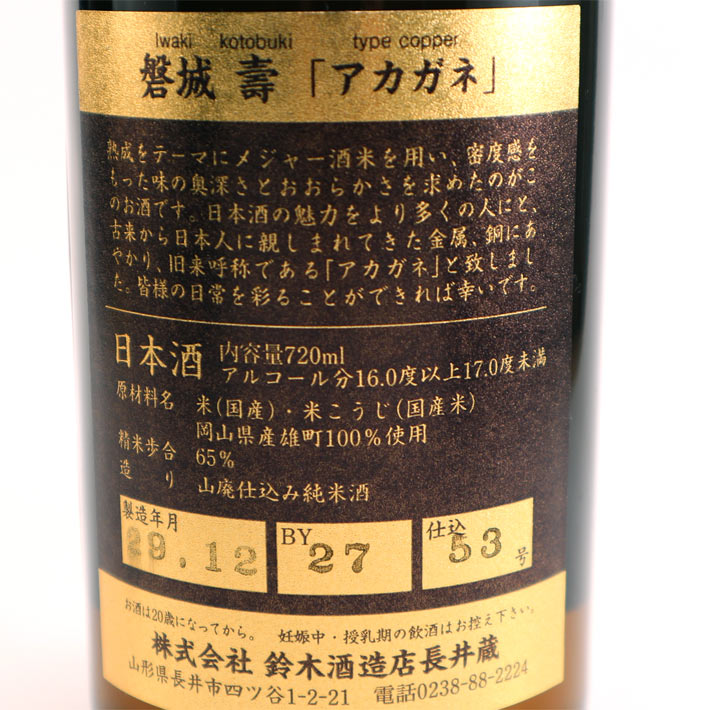 Iwaki kotobuki type copper
磐城 壽「アカガネ」
熟成をテーマにメジャー酒米を用い、密度感を
もった味の奥深さとおおらかさを求めたのがこ
のお酒です。日本酒の魅力をより多くの人にと、
古来から日本人に親しまれてきた金属、銅にあ
やかり、旧来呼称である「アカガネ」と致しまし
た。皆様の日常を彩ることができれば幸いです。
日本酒 内容量720ml
アルコール分16.0度以上17.0度未満
原材料名 米(国産)・米こうじ(国産米)
岡山県産雄町100%使用
精米歩合 65%
造り 山廃仕込み純米酒
製造年月 29.12
BY 27
仕込 53号
お酒は20歳になってから。 妊娠中・授乳期の飲酒はお控え下さい。
株式会社 鈴木酒造店長井蔵
山形県長井市四ツ谷1-2-21 電話0238-88-2224